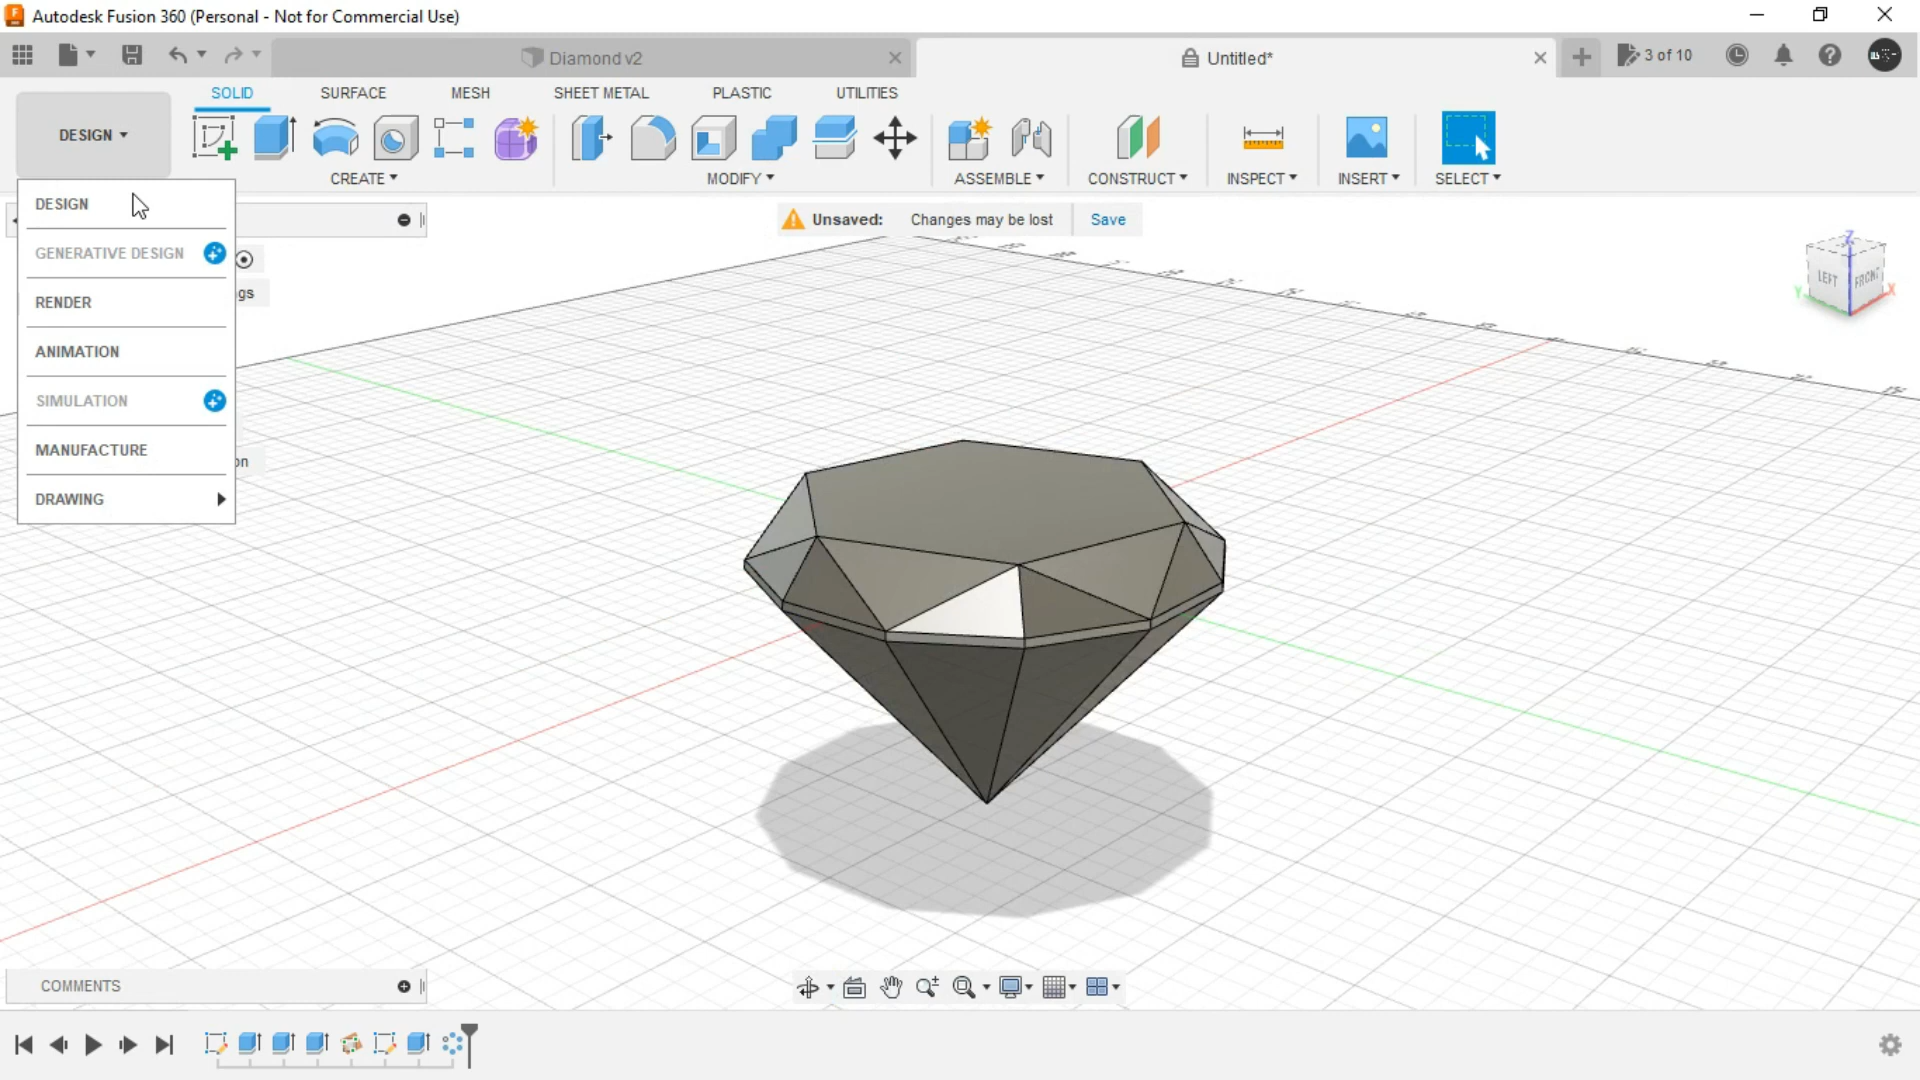 Autodesk Fusion 360 (Personal - Not for Commercial Use)
Diamond v2
Untitled*
3 of 10
SOLID SURFACE MESH SHEET METAL PLASTIC UTILITIES
DESIGN
CREATE MODIFY ASSEMBLE CONSTRUCT INSPECT INSERT SELECT
DESIGN
GENERATIVE DESIGN
RENDER
ANIMATION
SIMULATION
MANUFACTURE
DRAWING
gs
on
Unsaved: Changes may be lost Save
Z
LEFT FRONT
Y X
COMMENTS